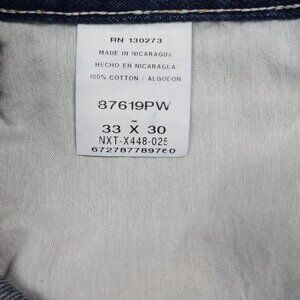 RN 130273
MADE IN NICARAGUA
HECHO EN NICARAGUA
100% COTTON / ALGODON
87619PW
-
33 X 30
NXT-X448-025
672787789760